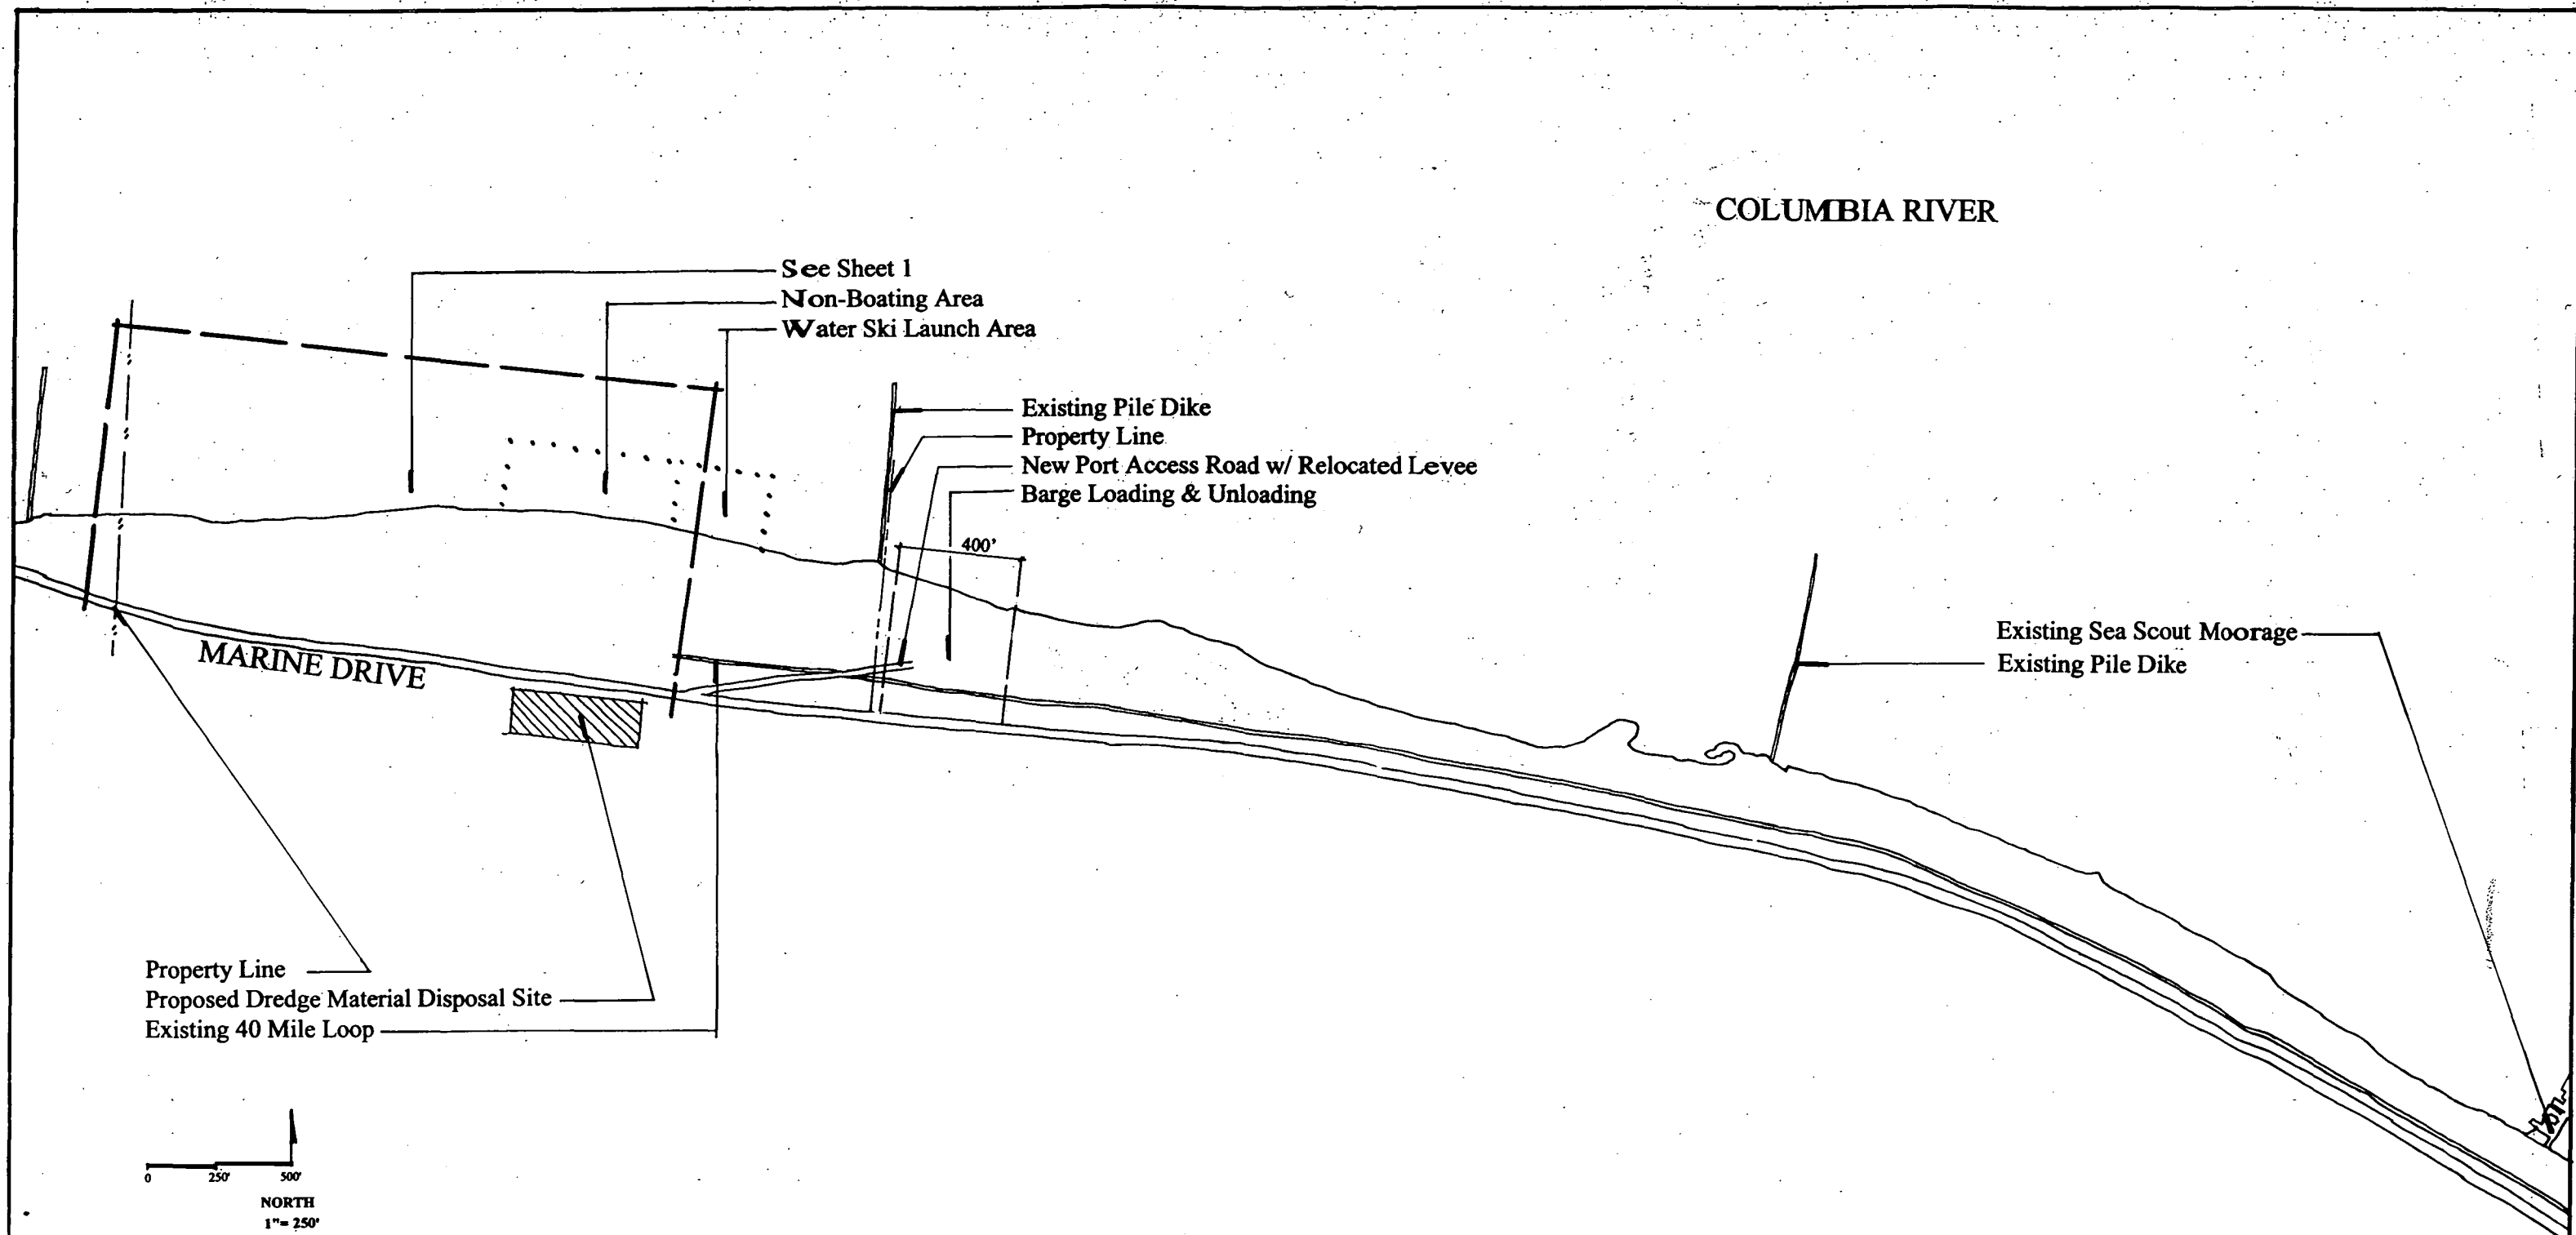 COLUMBIA RIVER
See Sheet 1
Non-Boating Area
Water Ski Launch Area
Existing Pile Dike
Property Line
New Port Access Road w/ Relocated Levee
Barge Loading & Unloading
400'
Existing Sea Scout Moorage
Existing Pile Dike
MARINE DRIVE
Property Line
Proposed Dredge Material Disposal Site
Existing 40 Mile Loop
0 250' 500'
NORTH
1"= 250'